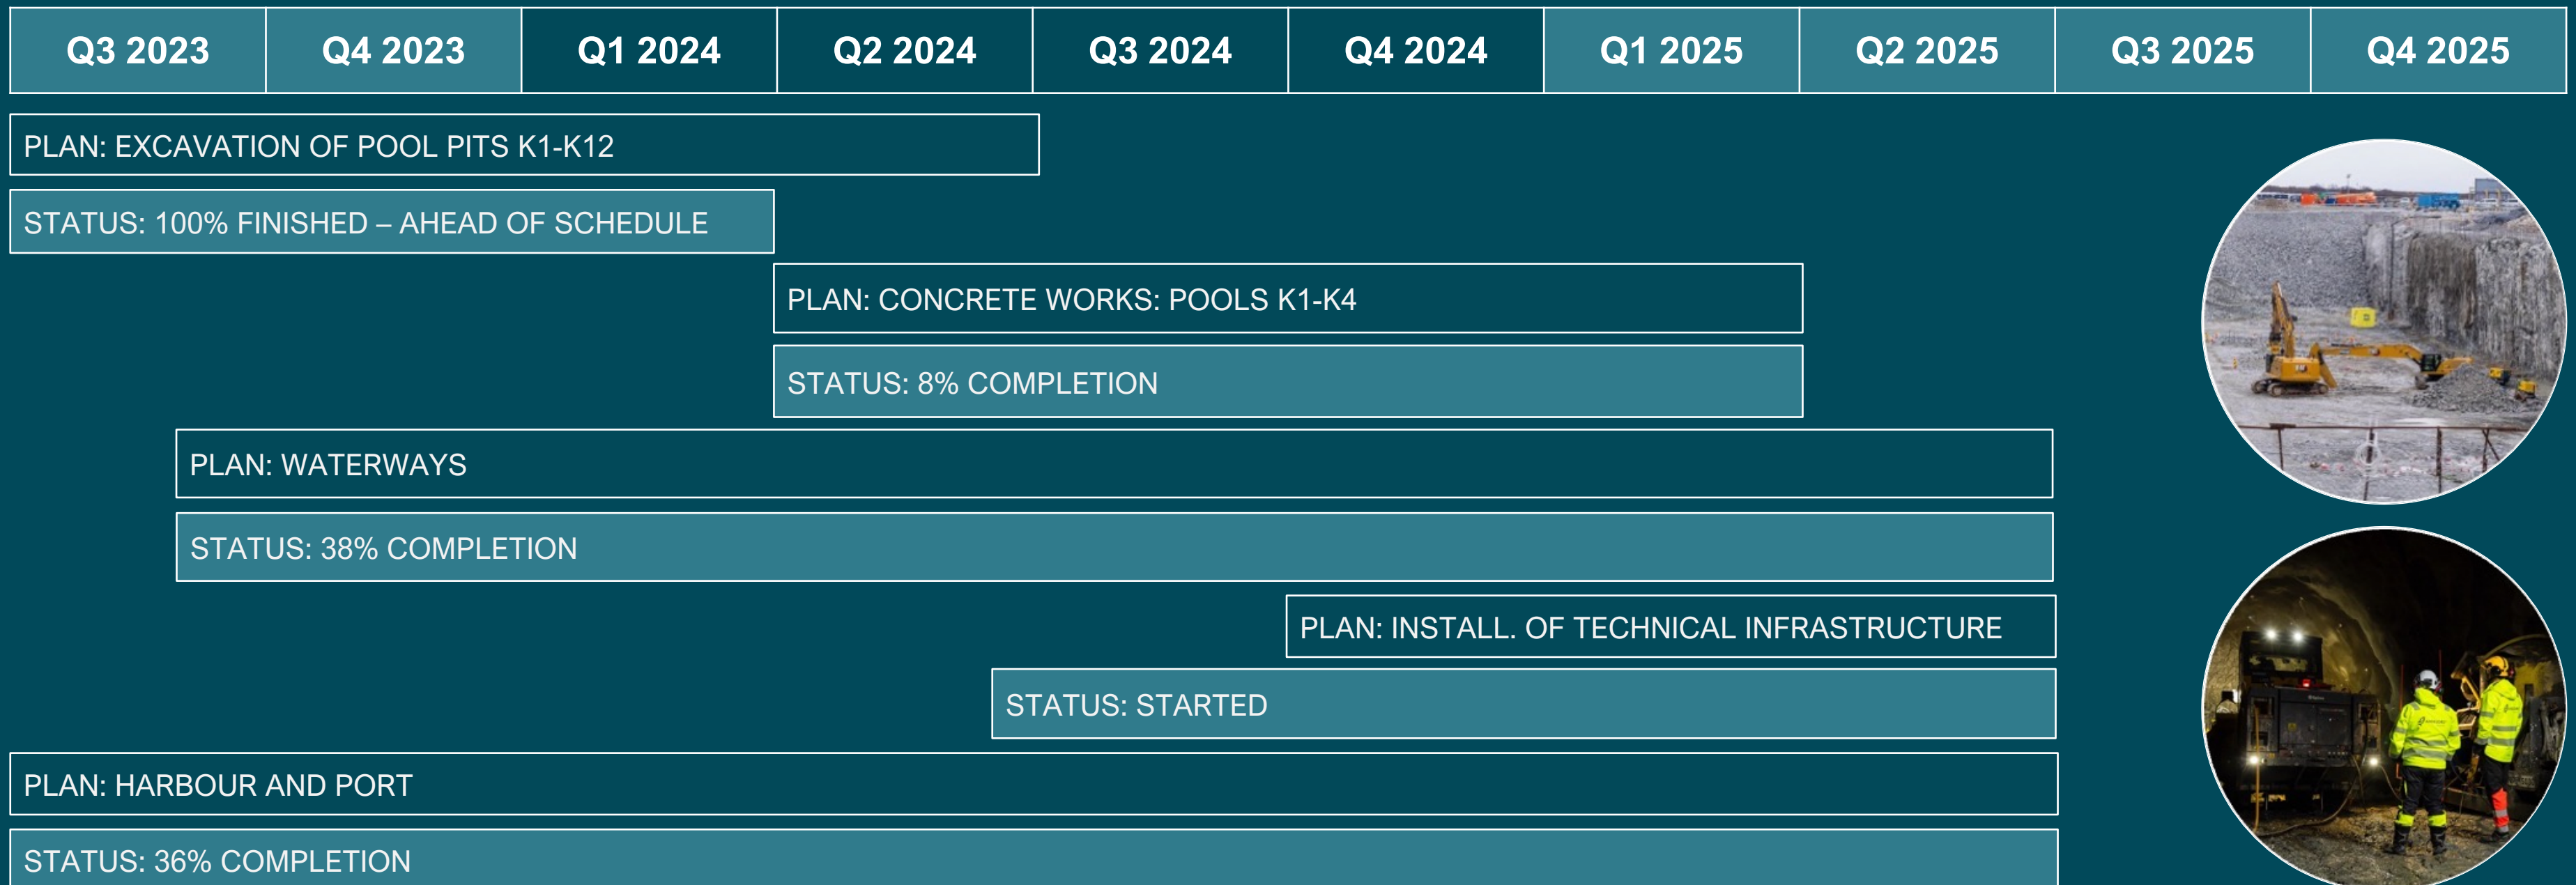 Q3 2023 Q4 2023 Q1 2024 Q2 2024 Q3 2024 Q4 2024 Q1 2025 Q2 2025 Q3 2025 Q4 2025
PLAN: EXCAVATION OF POOL PITS K1-K12
STATUS: 100% FINISHED – AHEAD OF SCHEDULE
PLAN: CONCRETE WORKS: POOLS K1-K4
STATUS: 8% COMPLETION
PLAN: WATERWAYS
STATUS: 38% COMPLETION
PLAN: INSTALL. OF TECHNICAL INFRASTRUCTURE
STATUS: STARTED
PLAN: HARBOUR AND PORT
STATUS: 36% COMPLETION